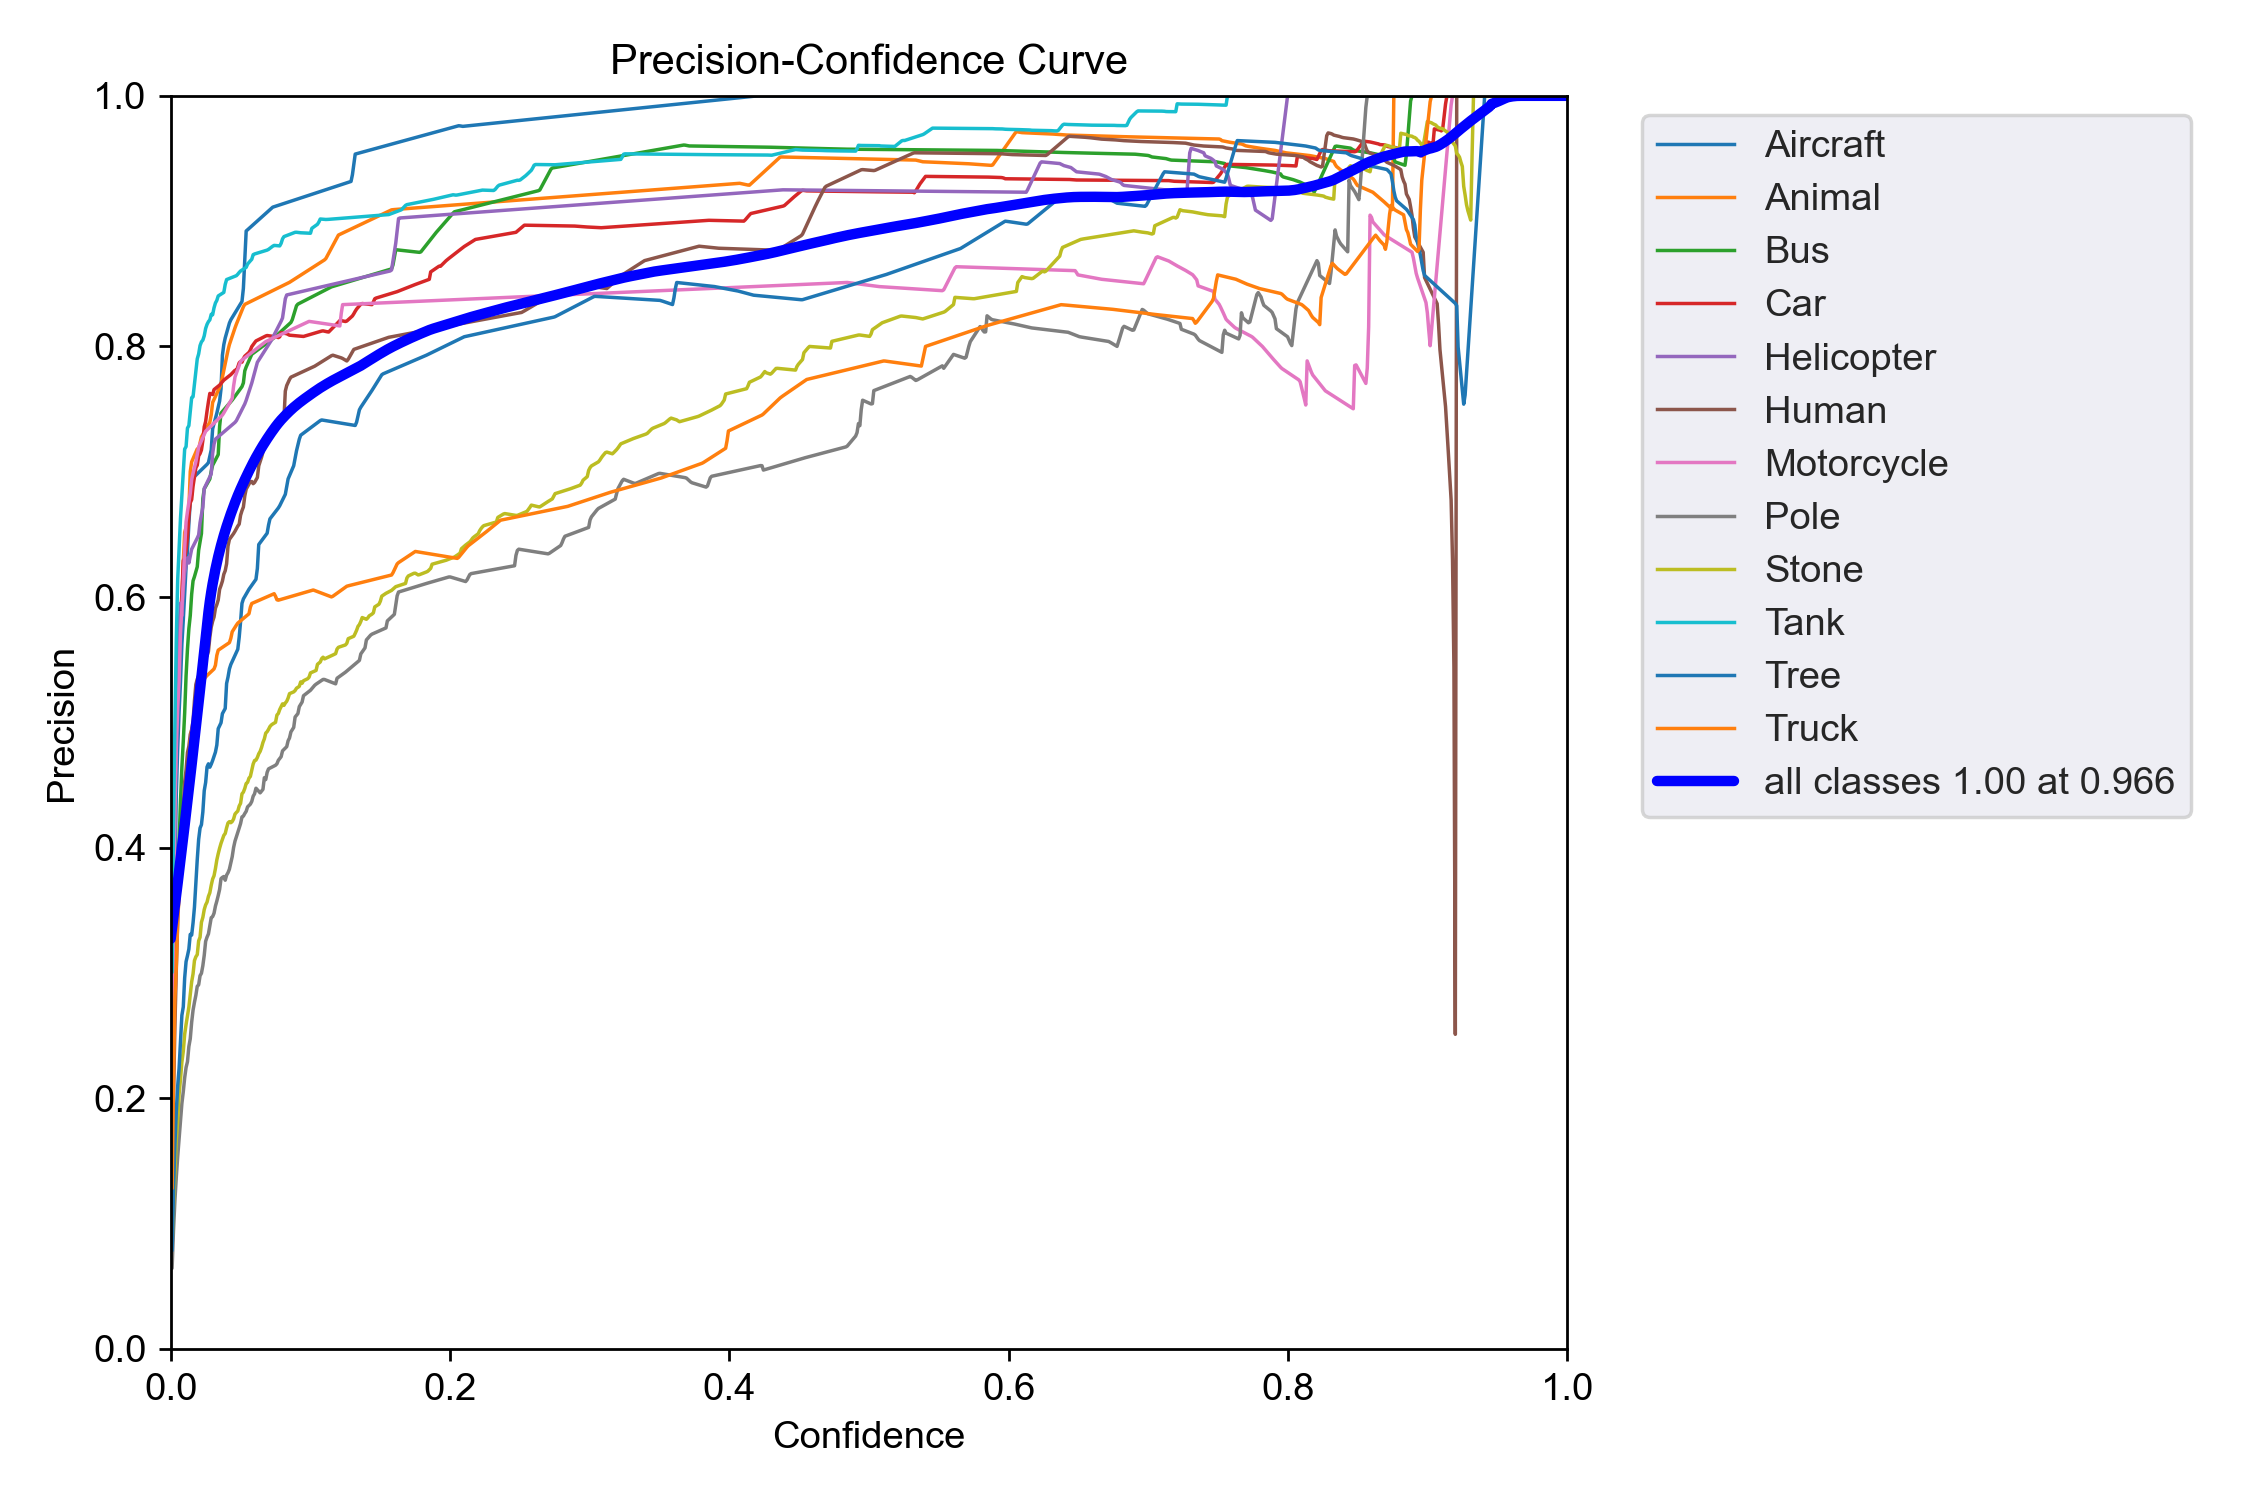 Precision-Confidence Curve
1.0
0.8
0.6
0.4
0.2
0.0
Precision
0.0 0.2 0.4 0.6 0.8 1.0
Confidence
Aircraft
Animal
Bus
Car
Helicopter
Human
Motorcycle
Pole
Stone
Tank
Tree
Truck
all classes 1.00 at 0.966